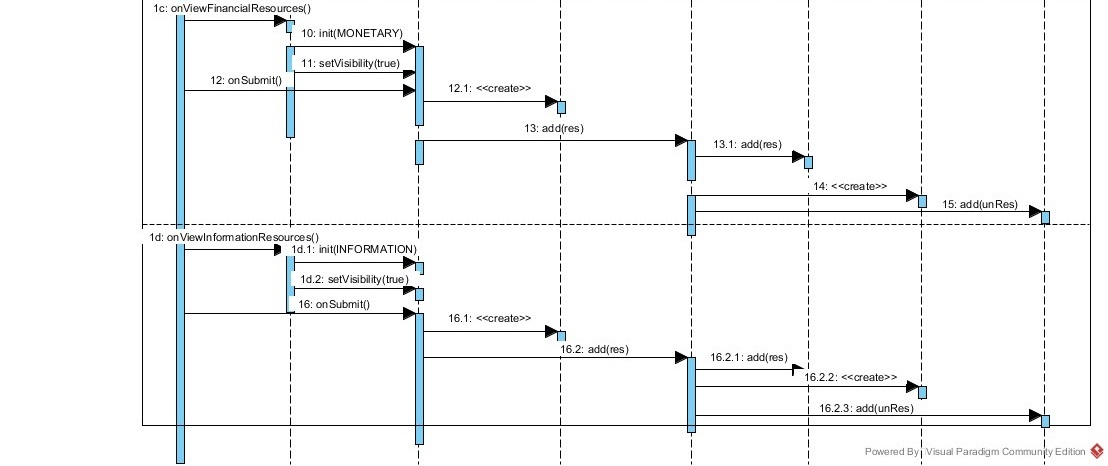 1c: onViewFinancialResources()
10: init(MONETARY)
11: setVisibility(true)
12: onSubmit()
12.1: <<create>>
13: add(res)
13.1: add(res)
14: <<create>>
15: add(unRes)
1d: onViewInformationResources()
1d.1: init(INFORMATION)
1d.2: setVisibility(true)
16: onSubmit()
16.1: <<create>>
16.2: add(res)
16.2.1: add(res)
16.2.2: <<create>>
16.2.3: add(unRes)
Powered By Visual Paradigm Community Edition